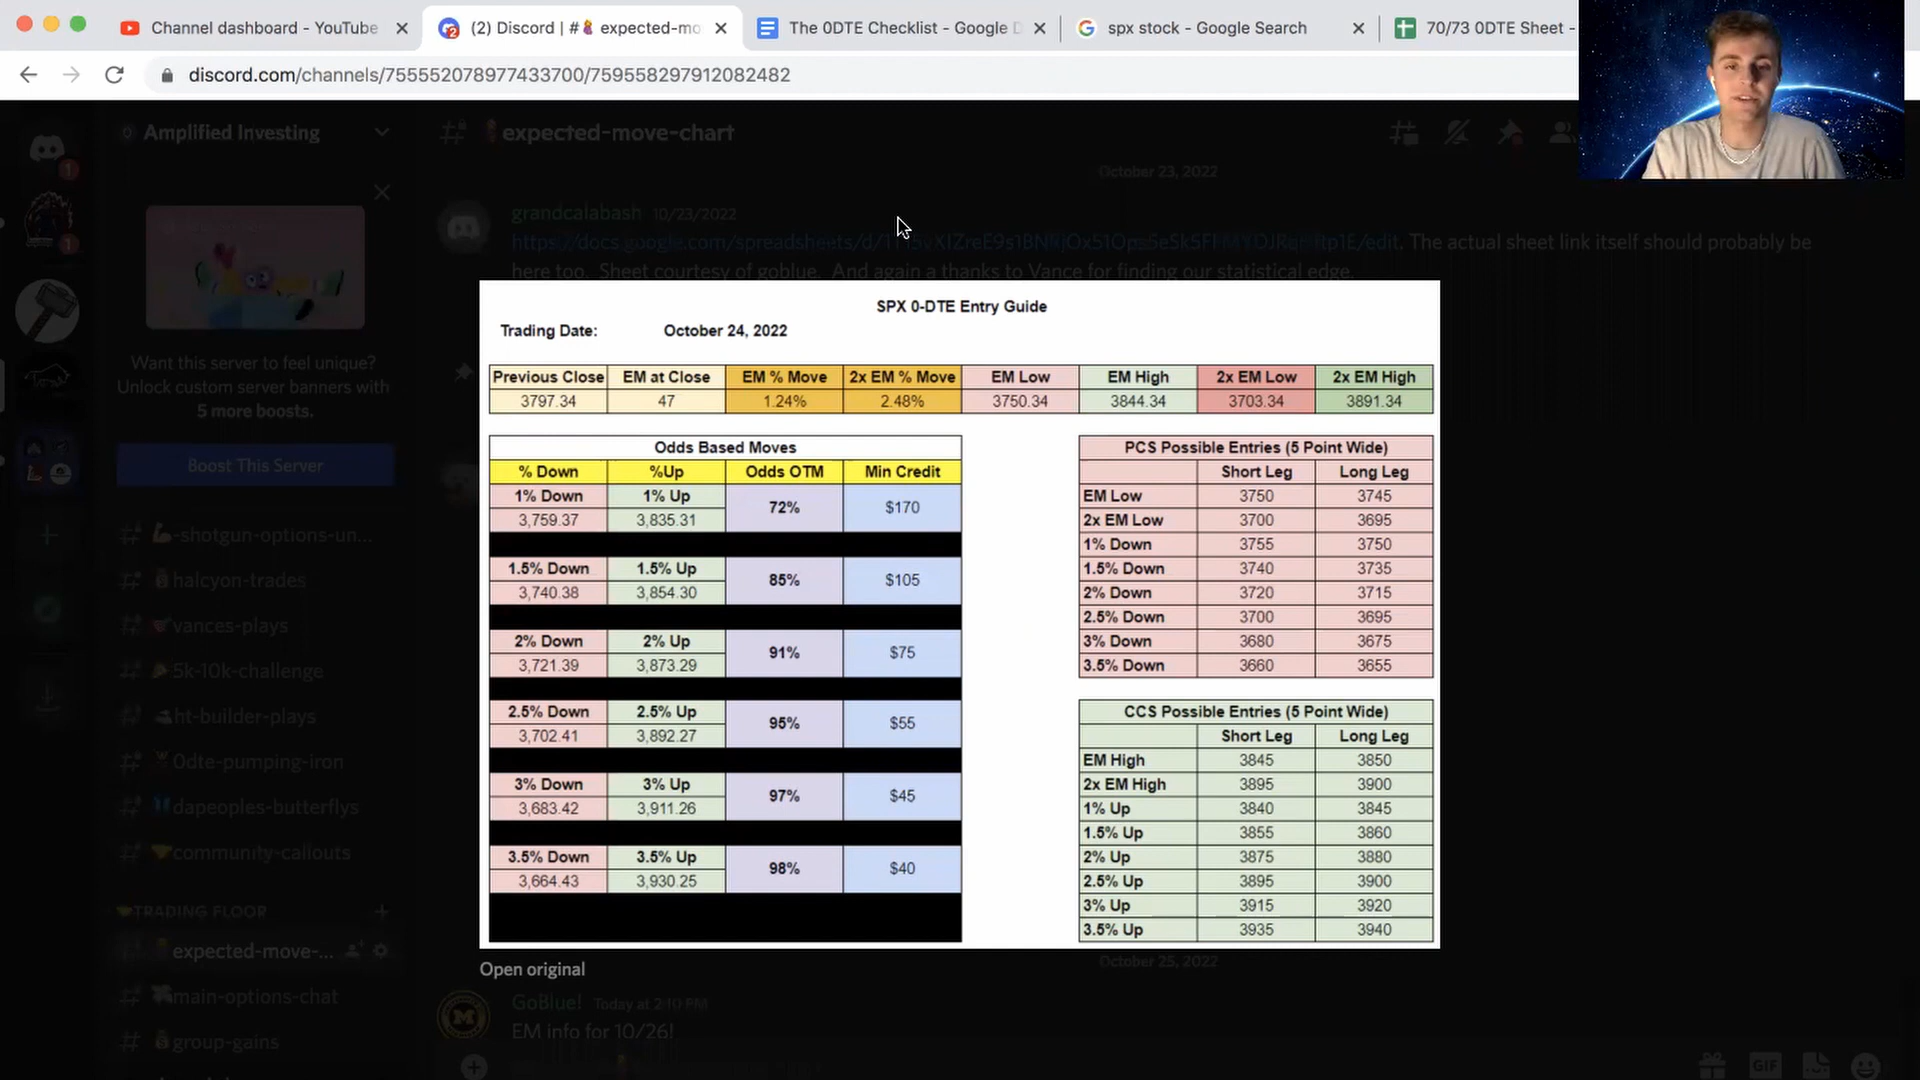 Channel dashboard - YouTube
(2) Discord | # expected-mo
The 0DTE Checklist - Google D
spx stock - Google Search
70/73 0DTE Sheet -
discord.com/channels/755552078977433700/759558297912082482
Amplified Investing
expected-move-chart
October 23, 2022
grandcalabash 10/23/2022
The actual sheet link itself should probably be
here too. Sheet courtesy of goblue. And again a thanks to Vance for finding our statistical edge.
Want this server to feel unique?
Unlock custom server banners with
5 more boosts.
Boost This Server
-shotgun-options-un...
halcyon-trades
vances-plays
5k-10k-challenge
ht-builder-plays
0dte-pumping-iron
dapeoples-butterflys
community-callouts
TRADING FLOOR
expected-move-...
main-options-chat
group-gains
SPX 0-DTE Entry Guide
Trading Date: October 24, 2022
Previous Close EM at Close EM % Move 2x EM % Move EM Low EM High 2x EM Low 2x EM High
3797.34 47 1.24% 2.48% 3750.34 3844.34 3703.34 3891.34
Odds Based Moves
% Down %Up Odds OTM Min Credit
1% Down 1% Up 72% $170
3,759.37 3,835.31
1.5% Down 1.5% Up 85% $105
3,740.38 3,854.30
2% Down 2% Up 91% $75
3,721.39 3,873.29
2.5% Down 2.5% Up 95% $55
3,702.41 3,892.27
3% Down 3% Up 97% $45
3,683.42 3,911.26
3.5% Down 3.5% Up 98% $40
3,664.43 3,930.25
PCS Possible Entries (5 Point Wide)
Short Leg Long Leg
EM Low 3750 3745
2x EM Low 3700 3695
1% Down 3755 3750
1.5% Down 3740 3735
2% Down 3720 3715
2.5% Down 3700 3695
3% Down 3680 3675
3.5% Down 3660 3655
CCS Possible Entries (5 Point Wide)
Short Leg Long Leg
EM High 3845 3850
2x EM High 3895 3900
1% Up 3840 3845
1.5% Up 3855 3860
2% Up 3875 3880
2.5% Up 3895 3900
3% Up 3915 3920
3.5% Up 3935 3940
Open original
October 25, 2022
GoBlue! Today at 2:10 PM
EM info for 10/26!
GIF